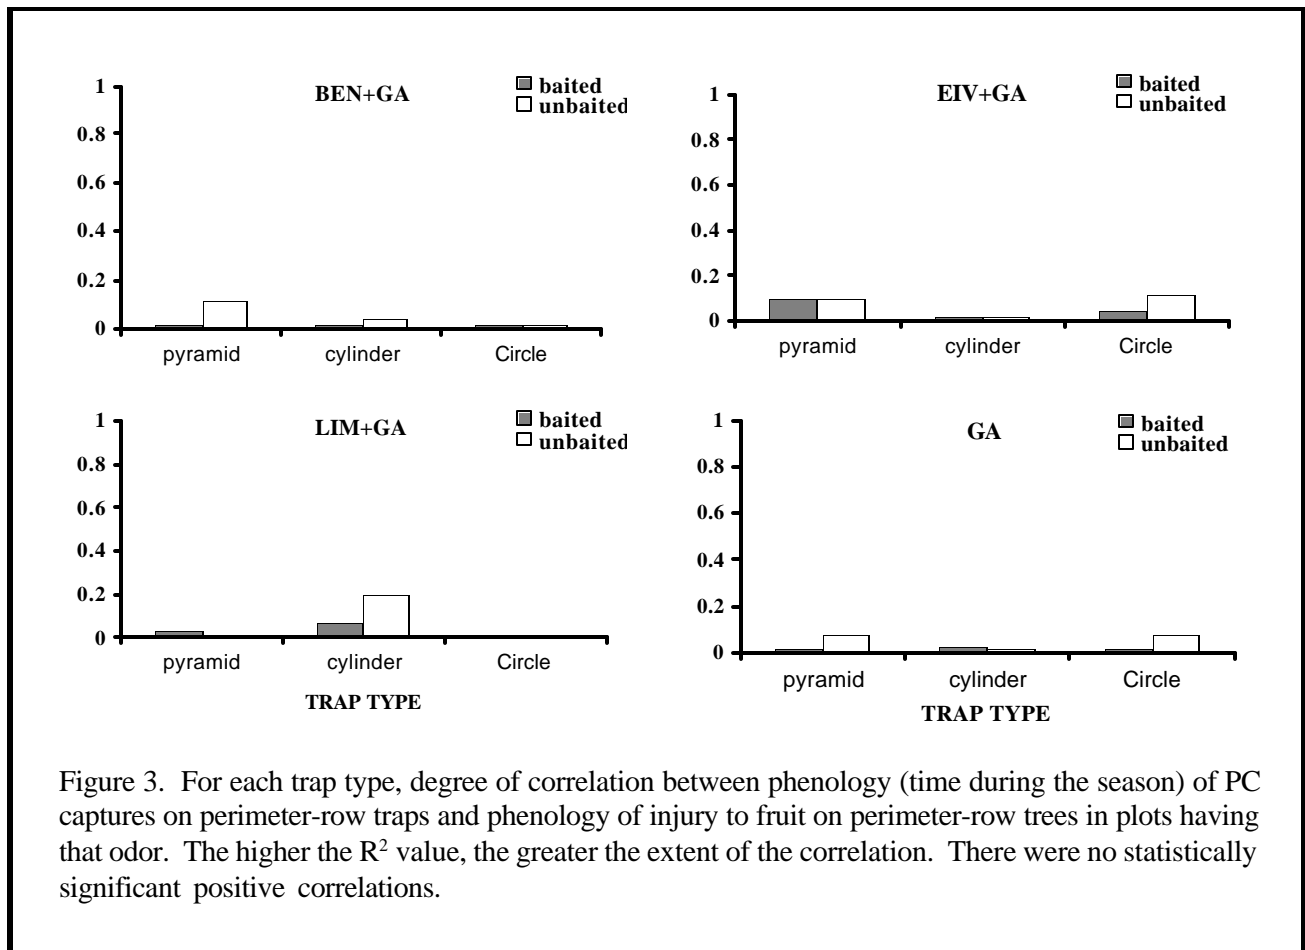 BEN+GA
baited
unbaited
1
0.8
0.6
0.4
0.2
0
pyramid cylinder Circle
EIV+GA
baited
unbaited
1
0.8
0.6
0.4
0.2
0
pyramid cylinder Circle
LIM+GA
baited
unbaited
1
0.8
0.6
0.4
0.2
0
pyramid cylinder Circle
TRAP TYPE
GA
baited
unbaited
1
0.8
0.6
0.4
0.2
0
pyramid cylinder Circle
TRAP TYPE
Figure 3. For each trap type, degree of correlation between phenology (time during the season) of PC
captures on perimeter-row traps and phenology of injury to fruit on perimeter-row trees in plots having
that odor. The higher the R² value, the greater the extent of the correlation. There were no statistically
significant positive correlations.